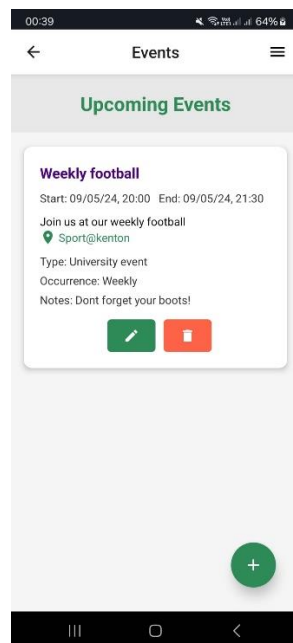 00:39
64%
Events
Upcoming Events
Weekly football
Start: 09/05/24, 20:00 End: 09/05/24, 21:30
Join us at our weekly football
Sport@kenton
Type: University event
Occurrence: Weekly
Notes: Dont forget your boots!